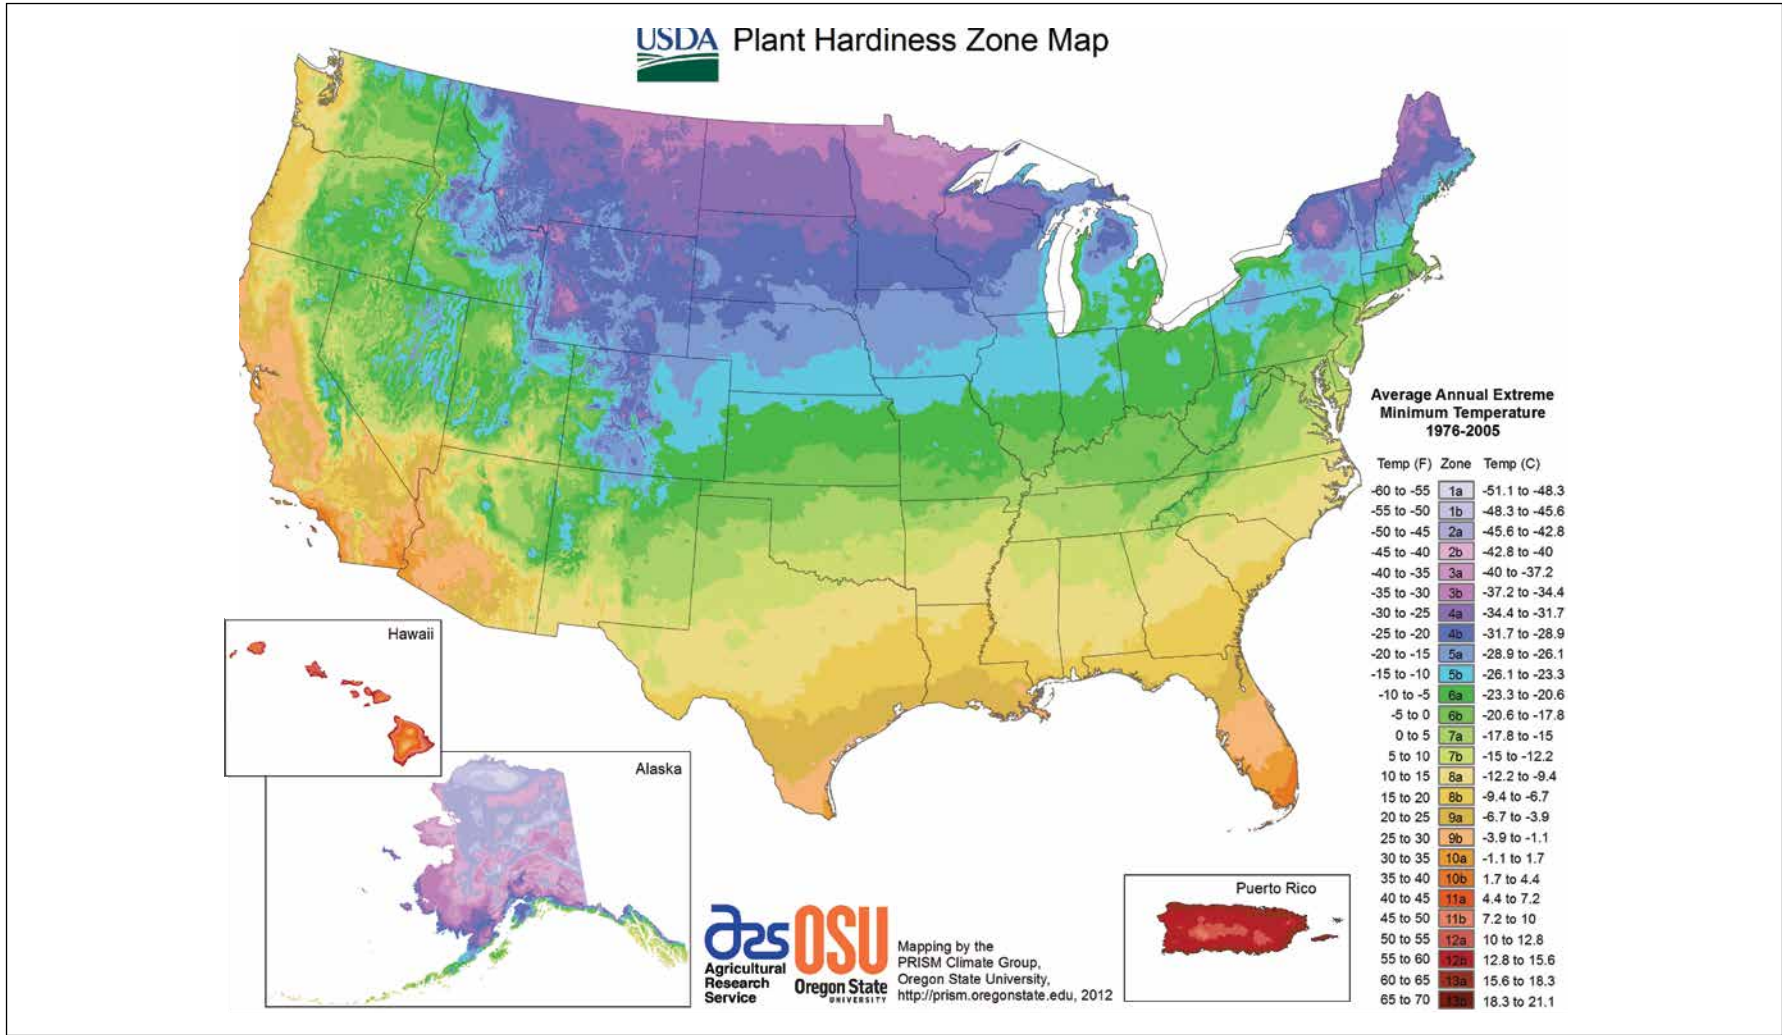 USDA Plant Hardiness Zone Map
Average Annual Extreme
Minimum Temperature
1976-2005
Temp (F) Zone Temp (C)
-60 to -55 1a -51.1 to -48.3
-55 to -50 1b -48.3 to -45.6
-50 to -45 2a -45.6 to -42.8
-45 to -40 2b -42.8 to -40
-40 to -35 3a -40 to -37.2
-35 to -30 3b -37.2 to -34.4
-30 to -25 4a -34.4 to -31.7
-25 to -20 4b -31.7 to -28.9
-20 to -15 5a -28.9 to -26.1
-15 to -10 5b -26.1 to -23.3
-10 to -5 6a -23.3 to -20.6
-5 to 0 6b -20.6 to -17.8
0 to 5 7a -17.8 to -15
5 to 10 7b -15 to -12.2
10 to 15 8a -12.2 to -9.4
15 to 20 8b -9.4 to -6.7
20 to 25 9a -6.7 to -3.9
25 to 30 9b -3.9 to -1.1
30 to 35 10a -1.1 to 1.7
35 to 40 10b 1.7 to 4.4
40 to 45 11a 4.4 to 7.2
45 to 50 11b 7.2 to 10
50 to 55 12a 10 to 12.8
55 to 60 12b 12.8 to 15.6
60 to 65 13a 15.6 to 18.3
65 to 70 13b 18.3 to 21.1
Hawaii
Alaska
Puerto Rico
ars
Agricultural
Research
Service
OSU
Oregon State
UNIVERSITY
Mapping by the
PRISM Climate Group,
Oregon State University,
http://prism.oregonstate.edu, 2012